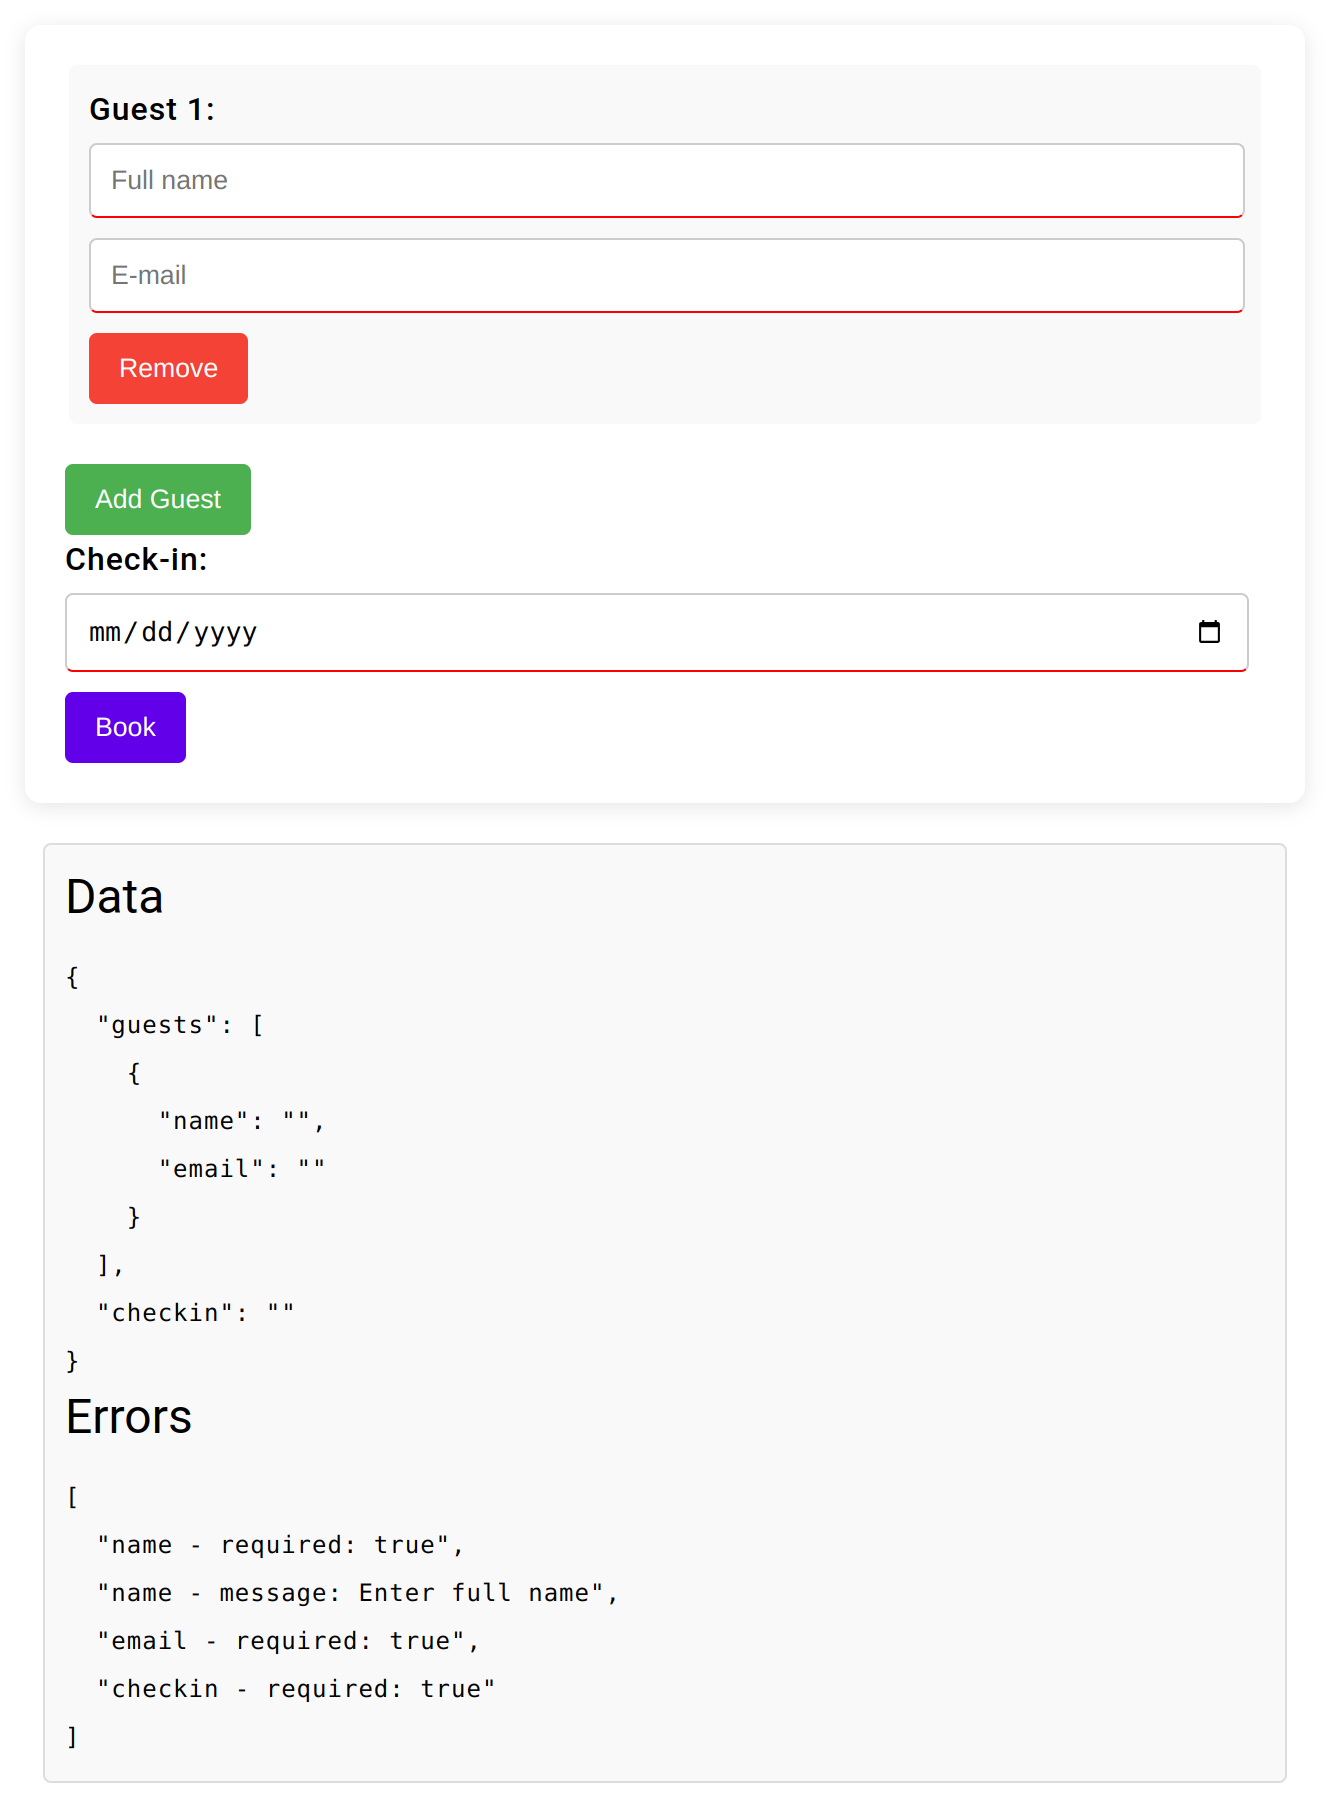 Guest 1:
Full name
E-mail
Remove
Add Guest
Check-in:
mm/dd/yyyy
Book
Data
{
  "guests": [
    {
      "name": "",
      "email": ""
    }
  ],
  "checkin": ""
}
Errors
[
  "name - required: true",
  "name - message: Enter full name",
  "email - required: true",
  "checkin - required: true"
]